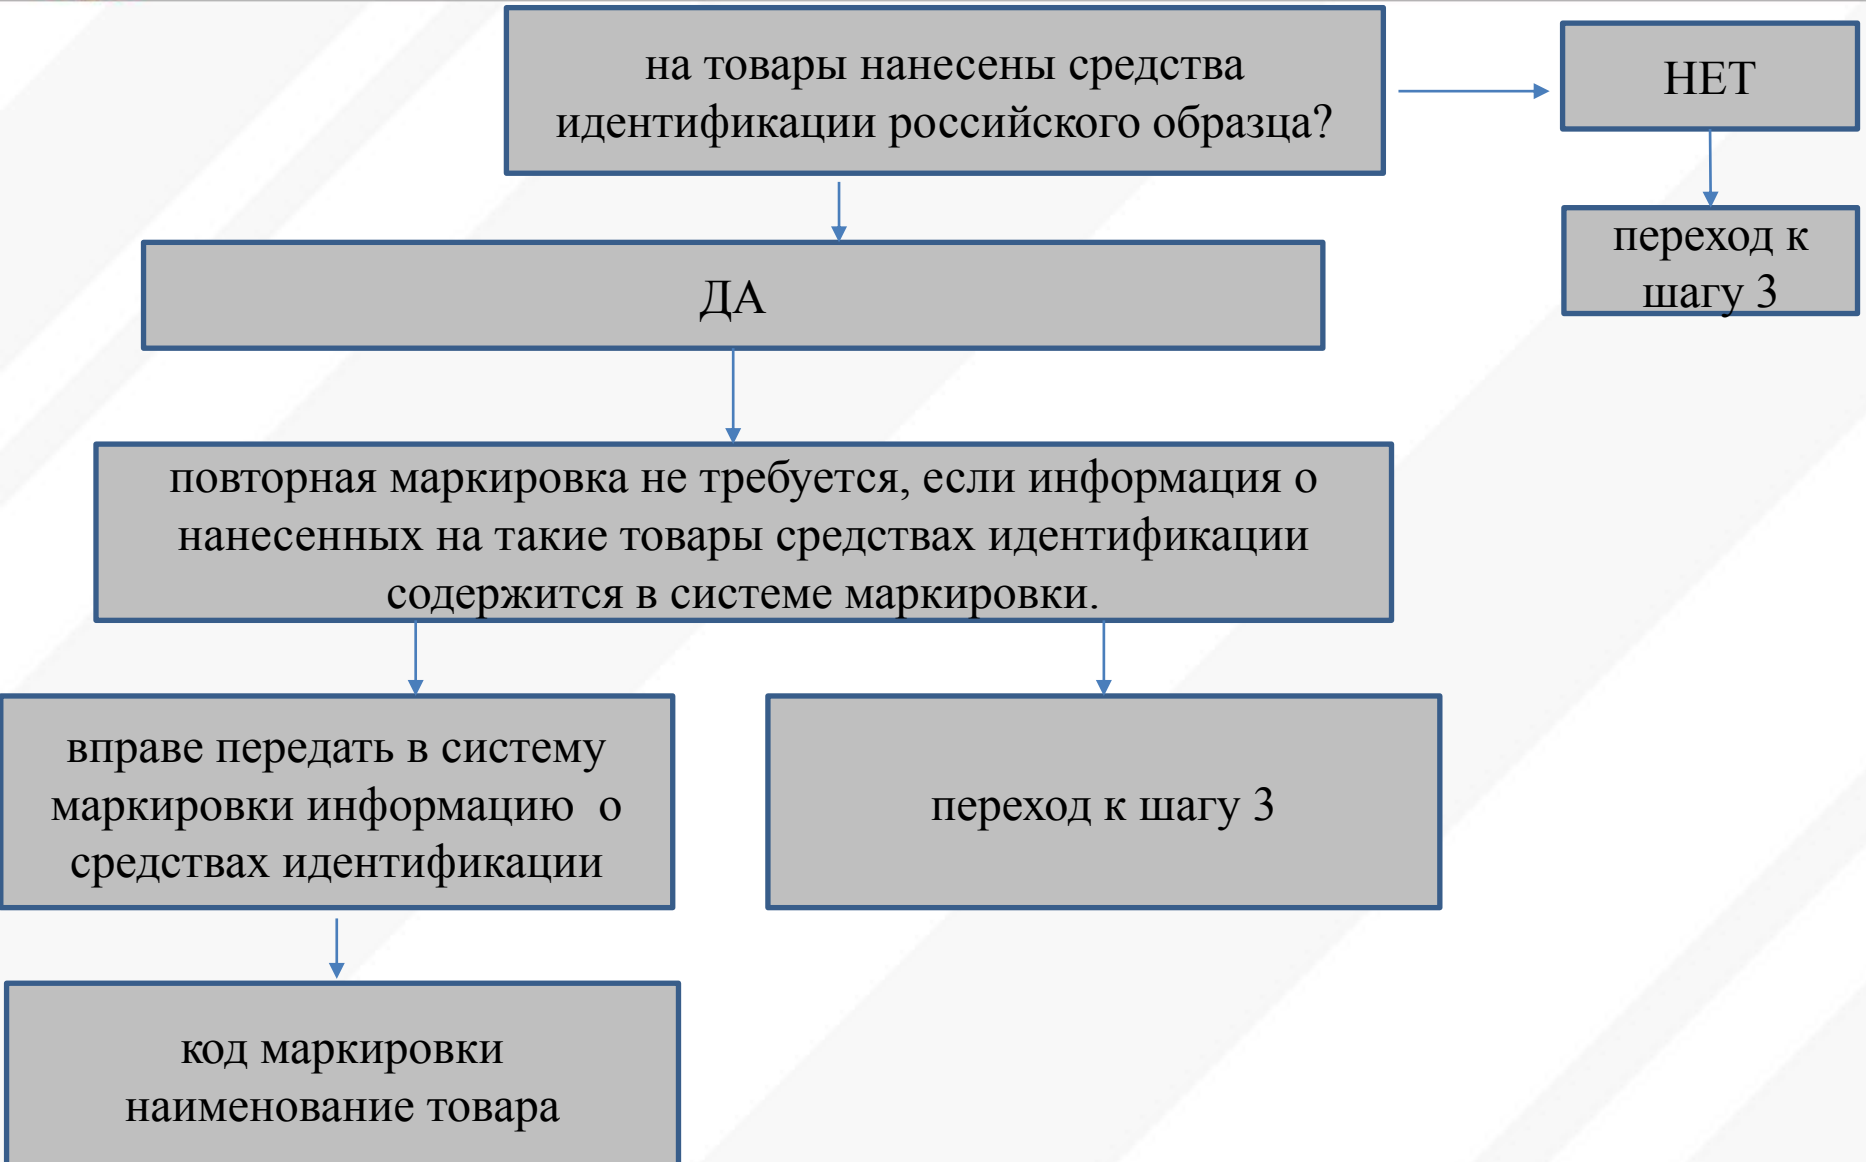 на товары нанесены средства
идентификации российского образца?
НЕТ
переход к
шагу 3
ДА
повторная маркировка не требуется, если информация о
нанесенных на такие товары средствах идентификации
содержится в системе маркировки.
вправе передать в систему
маркировки информацию о
средствах идентификации
переход к шагу 3
код маркировки
наименование товара